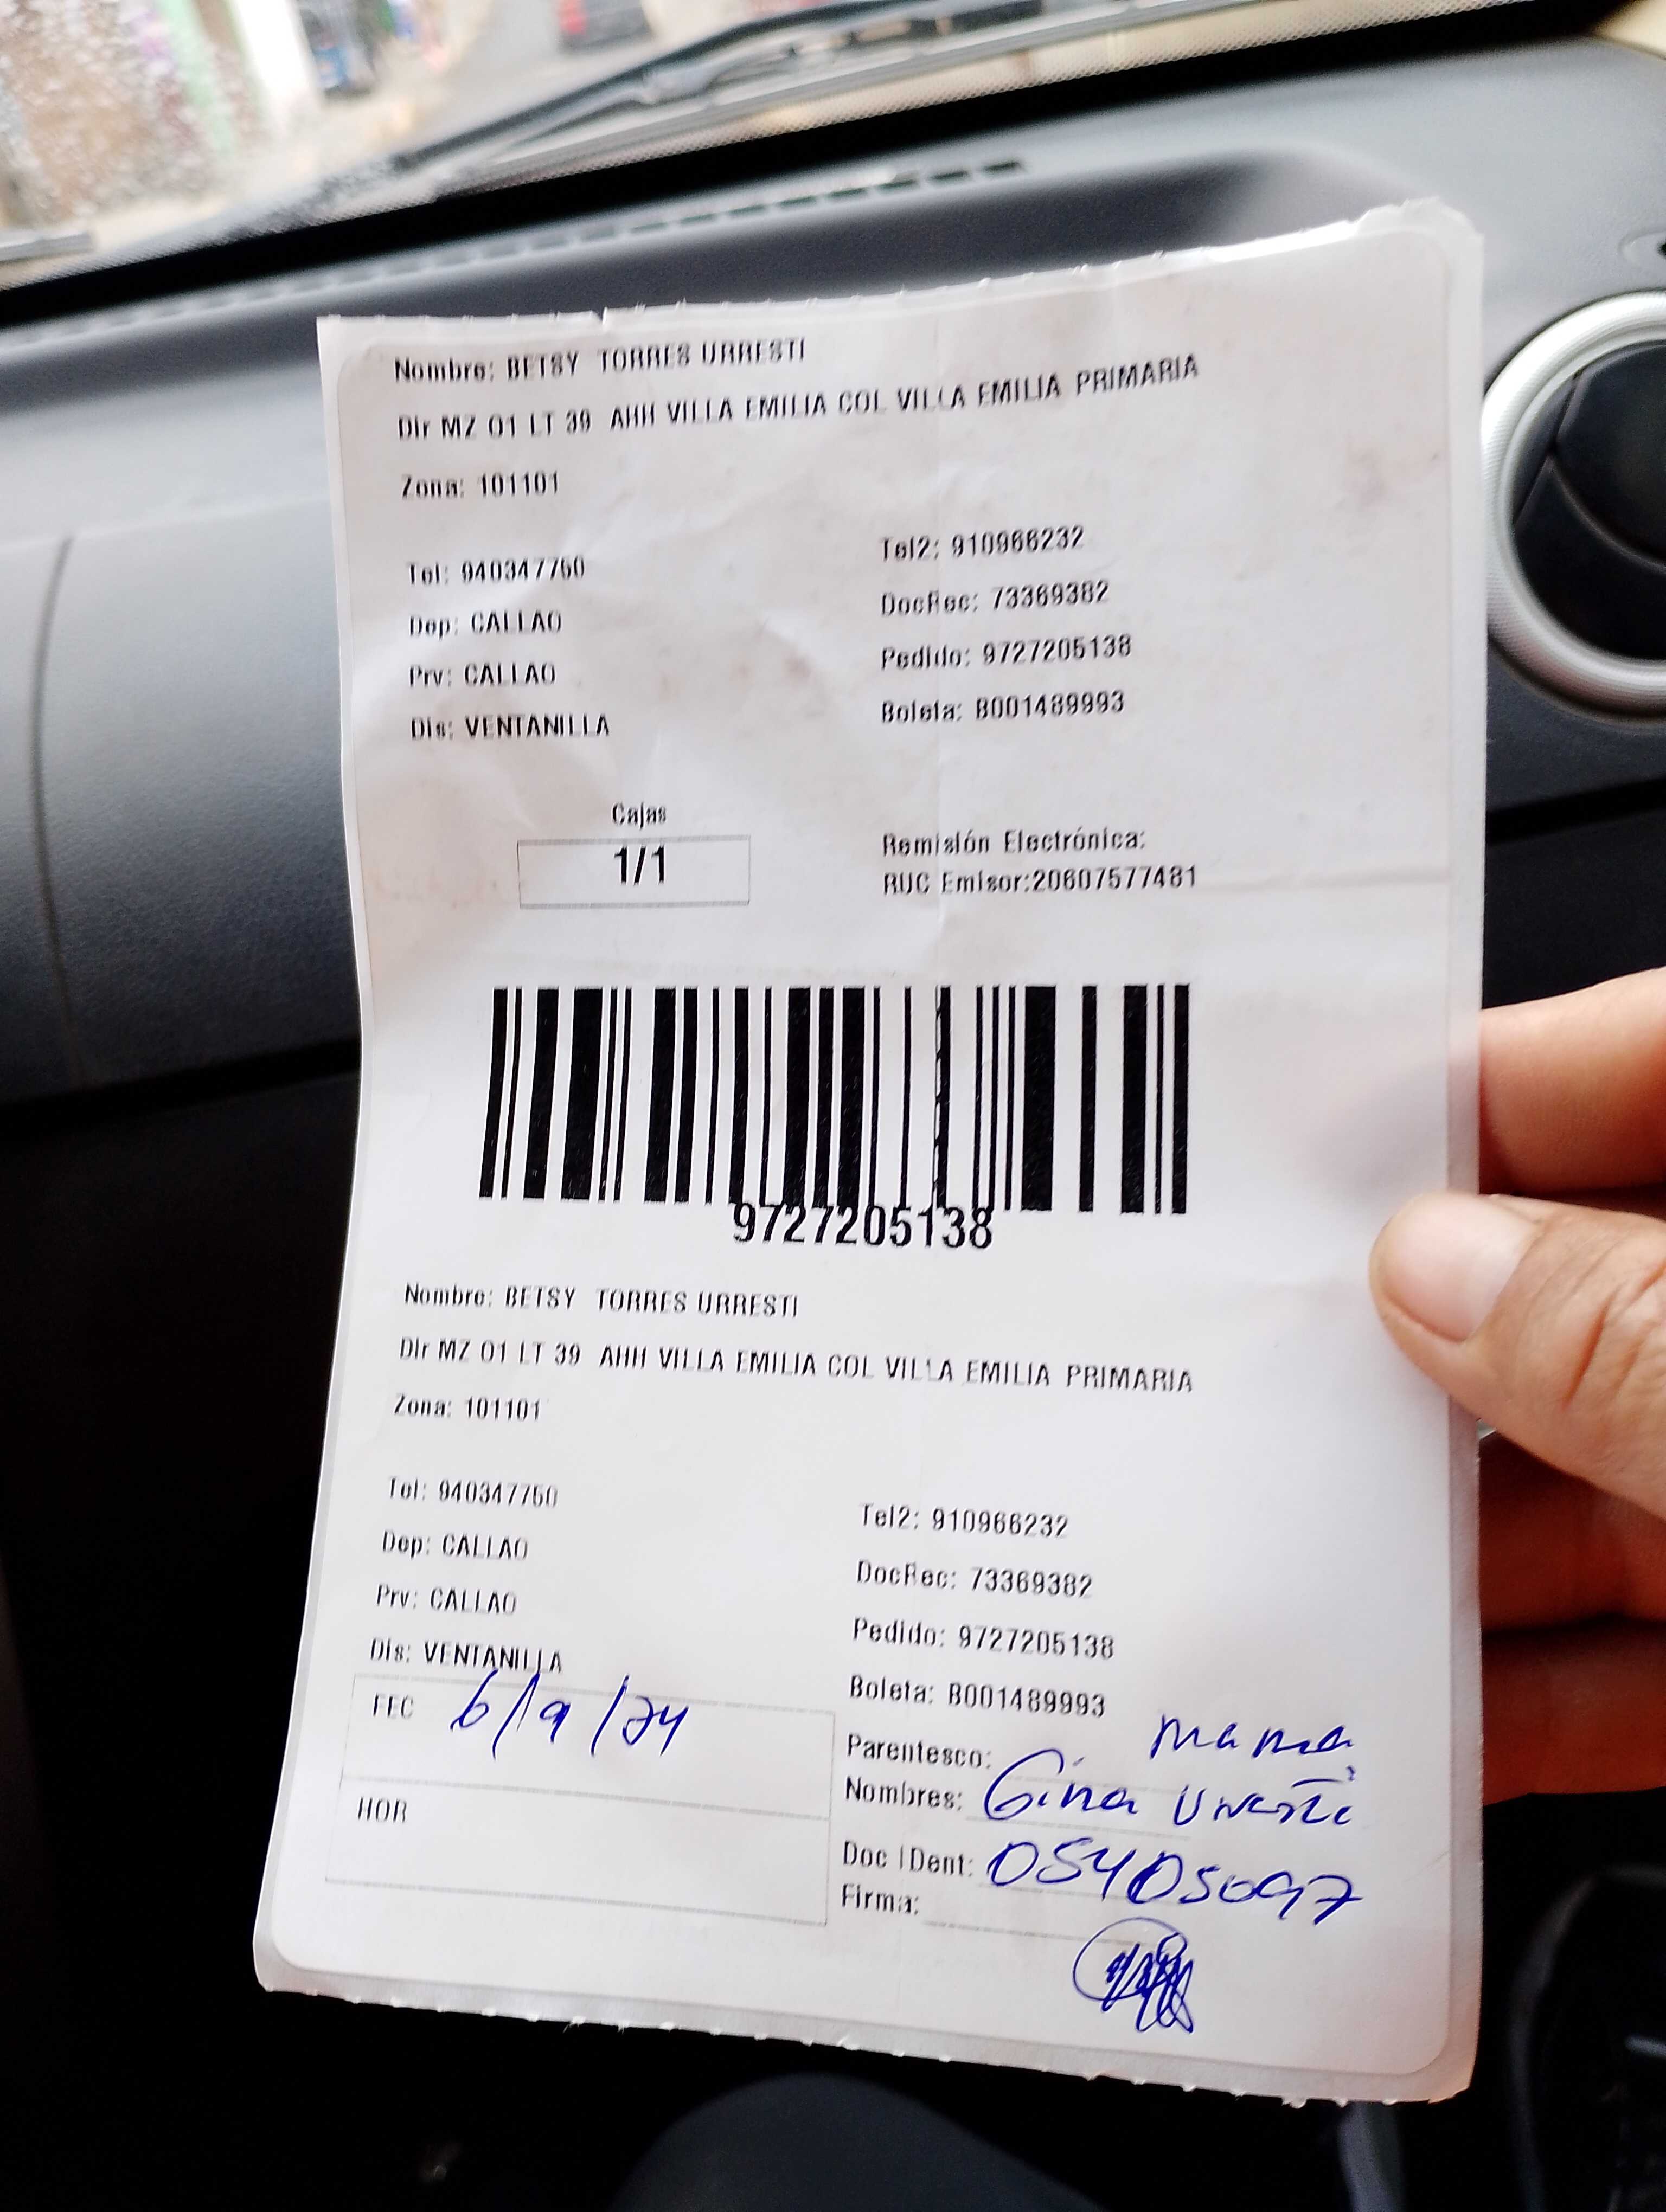 Nombre: BETSY TORRES URRESTI
Dir MZ O1 LT 39 AHH VILLA EMILIA COL VILLA EMILIA PRIMARIA
Zona: 101101
Tel: 940347750 Tel2: 910966232
Dep: CALLAO DocRec: 73369382
Prv: CALLAO Pedido: 9727205138
Dis: VENTANILLA Boleta: B001489993
Cajas
1/1
Remisión Electrónica:
RUC Emisor:20607577481
9727205138
Nombre: BETSY TORRES URRESTI
Dir MZ O1 LT 39 AHH VILLA EMILIA COL VILLA EMILIA PRIMARIA
Zona: 101101
Tel: 940347750 Tel2: 910966232
Dep: CALLAO DocRec: 73369382
Prv: CALLAO Pedido: 9727205138
Dis: VENTANILLA Boleta: B001489993
FEC 6/9/24
HOR
Parentesco: mama
Nombres: Gina Urresti
Doc IDent: 05405097
Firma: